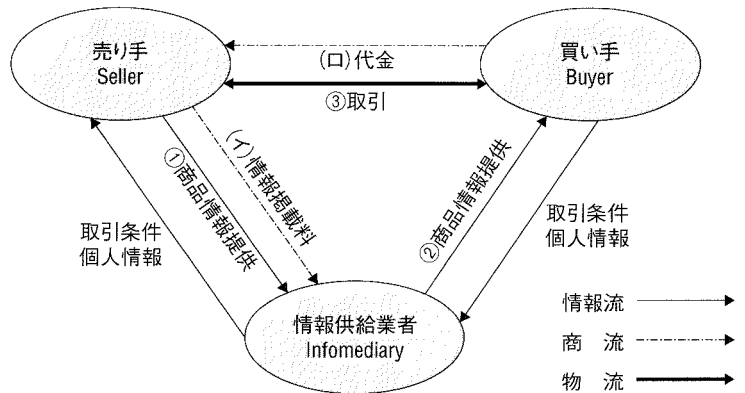 売り手
Seller
買い手
Buyer
(ロ)代金
③取引
①商品情報提供
(イ)情報掲載料
②商品情報提供
取引条件
個人情報
取引条件
個人情報
情報供給業者
Infomediary
情報流
商 流
物 流